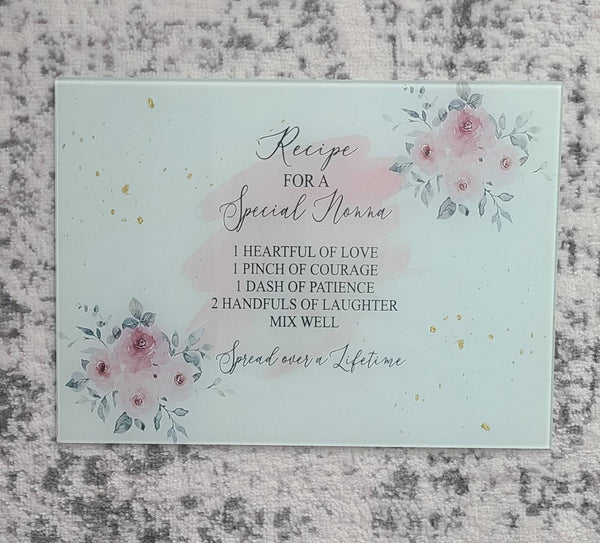 Recipe
FOR A
Special Nonna
1 HEARTFUL OF LOVE
1 PINCH OF COURAGE
1 DASH OF PATIENCE
2 HANDFULS OF LAUGHTER
MIX WELL
Spread over a Lifetime